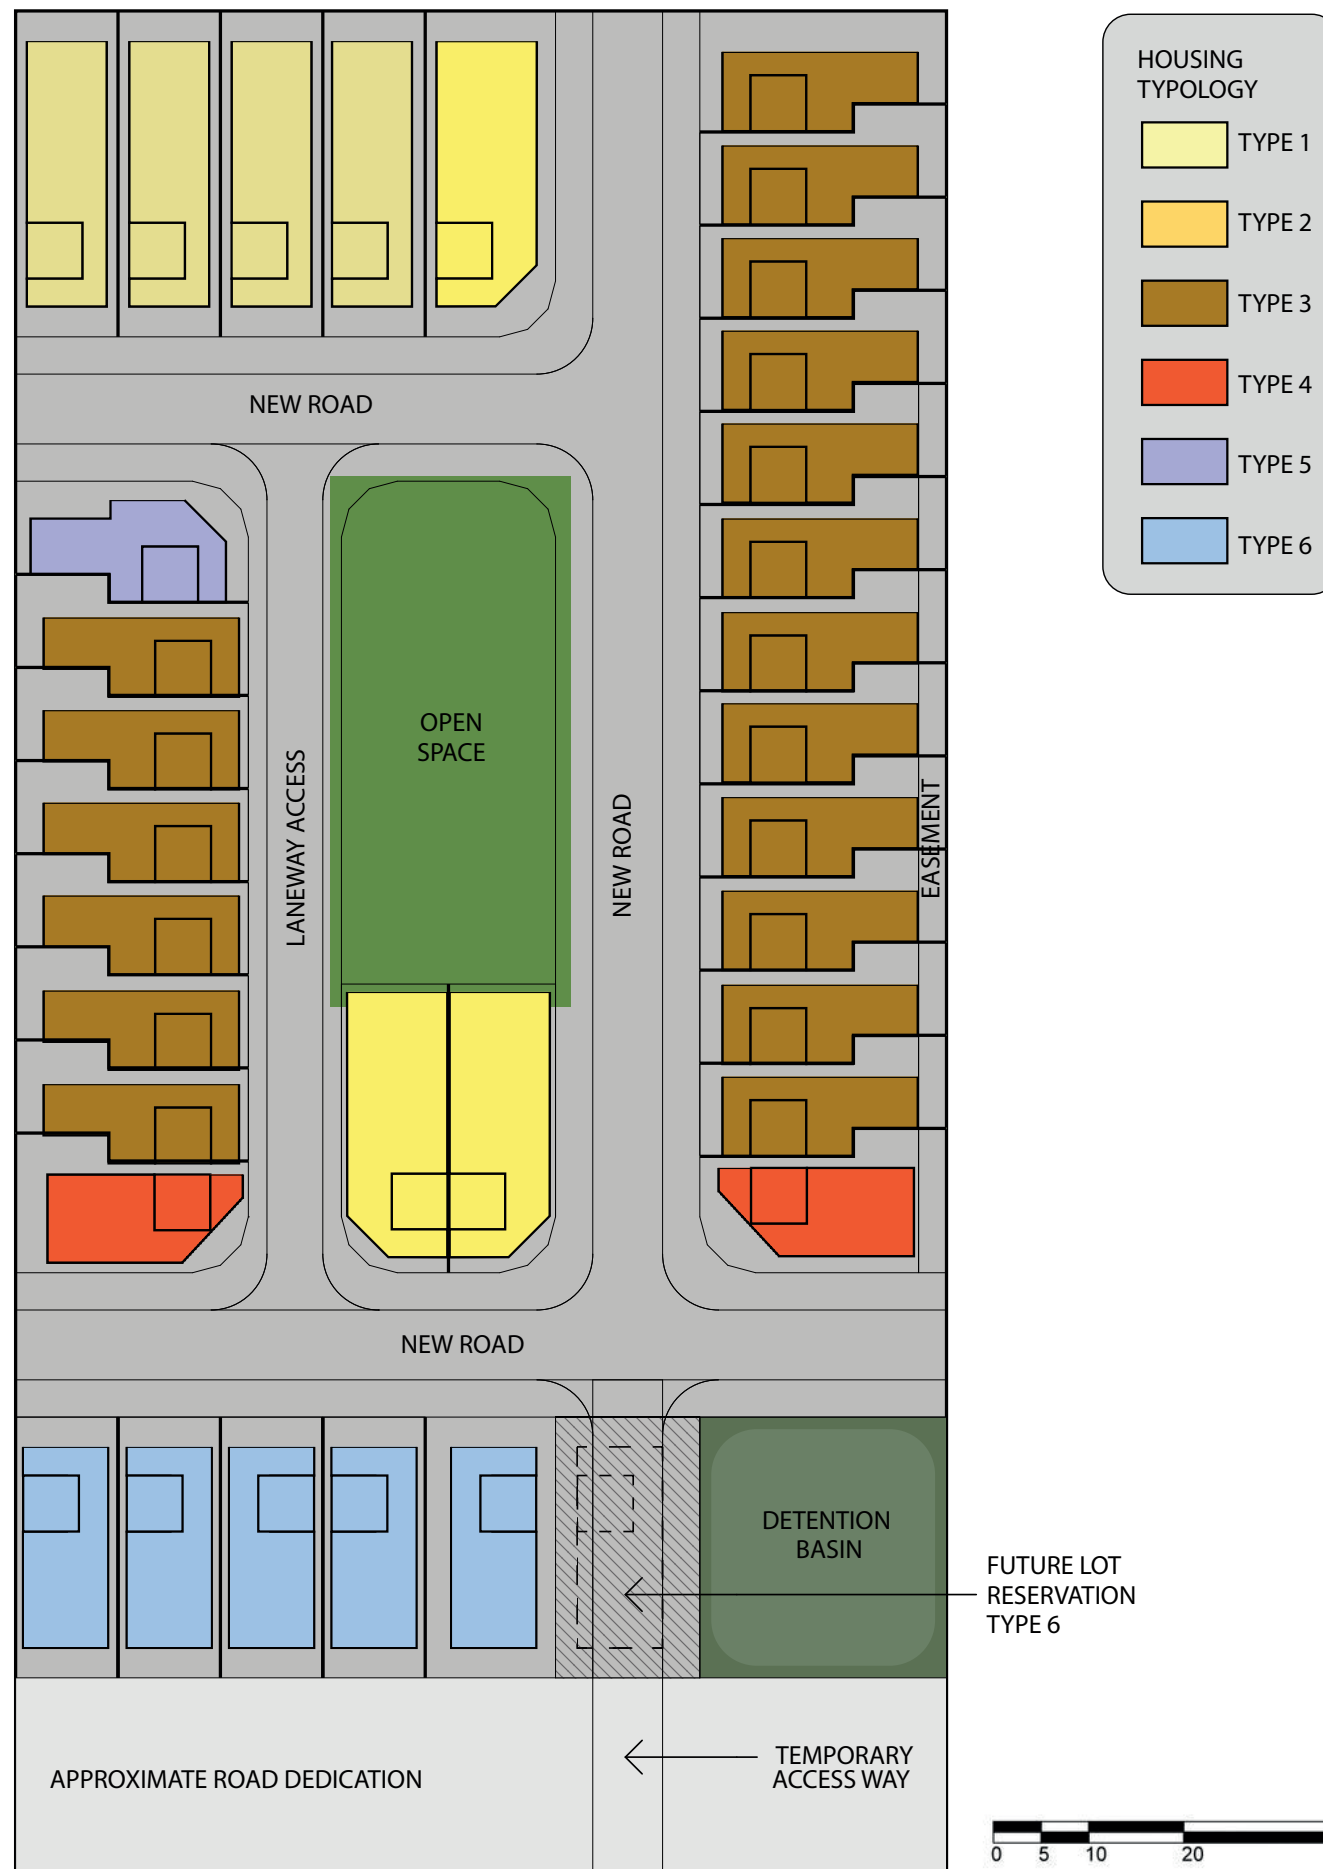 HOUSING
TYPOLOGY
TYPE 1
TYPE 2
TYPE 3
TYPE 4
TYPE 5
TYPE 6
NEW ROAD
OPEN
SPACE
LANEWAY ACCESS
NEW ROAD
EASEMENT
NEW ROAD
DETENTION
BASIN
FUTURE LOT
RESERVATION
TYPE 6
APPROXIMATE ROAD DEDICATION
TEMPORARY
ACCESS WAY
0 5 10 20